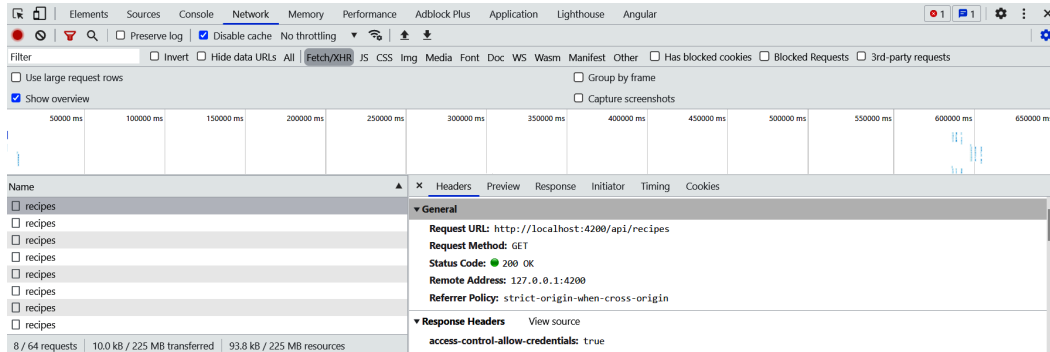 Elements Sources Console Network Memory Performance Adblock Plus Application Lighthouse Angular 1 1
Preserve log Disable cache No throttling
Filter Invert Hide data URLs All Fetch/XHR JS CSS Img Media Font Doc WS Wasm Manifest Other Has blocked cookies Blocked Requests 3rd-party requests
Use large request rows Group by frame
Show overview Capture screenshots
50000 ms 100000 ms 150000 ms 200000 ms 250000 ms 300000 ms 350000 ms 400000 ms 450000 ms 500000 ms 550000 ms 600000 ms 650000 m
Name
recipes
recipes
recipes
recipes
recipes
recipes
recipes
recipes
8 / 64 requests 10.0 kB / 225 MB transferred 93.8 kB / 225 MB resources
× Headers Preview Response Initiator Timing Cookies
General
Request URL: http://localhost:4200/api/recipes
Request Method: GET
Status Code: 200 OK
Remote Address: 127.0.0.1:4200
Referrer Policy: strict-origin-when-cross-origin
Response Headers View source
access-control-allow-credentials: true